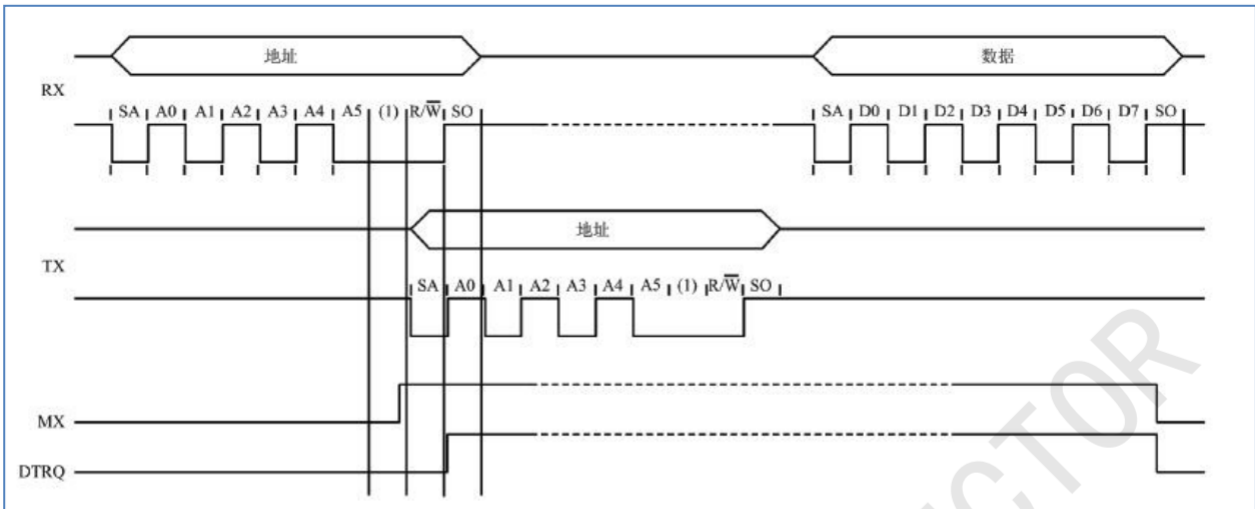 地址
数据
RX
SA A0 A1 A2 A3 A4 A5 (1) R/W̅ SO
SA D0 D1 D2 D3 D4 D5 D6 D7 SO
地址
TX
SA A0 A1 A2 A3 A4 A5 (1) R/W̅ SO
MX
DTRQ
CTOR